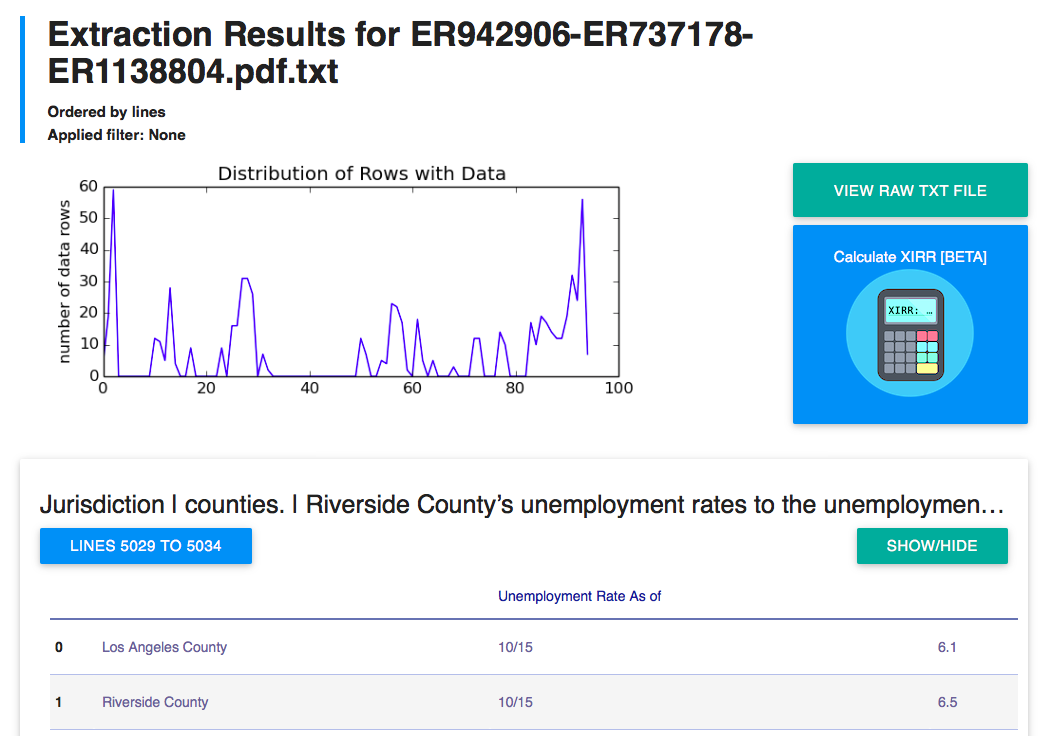 Extraction Results for ER942906-ER737178-
ER1138804.pdf.txt
Ordered by lines
Applied filter: None
Distribution of Rows with Data
number of data rows
60
50
40
30
20
10
0
0 20 40 60 80 100
VIEW RAW TXT FILE
Calculate XIRR [BETA]
XIRR: …
Jurisdiction | counties. | Riverside County’s unemployment rates to the unemploymen…
LINES 5029 TO 5034
SHOW/HIDE
Unemployment Rate As of
0 Los Angeles County 10/15 6.1
1 Riverside County 10/15 6.5